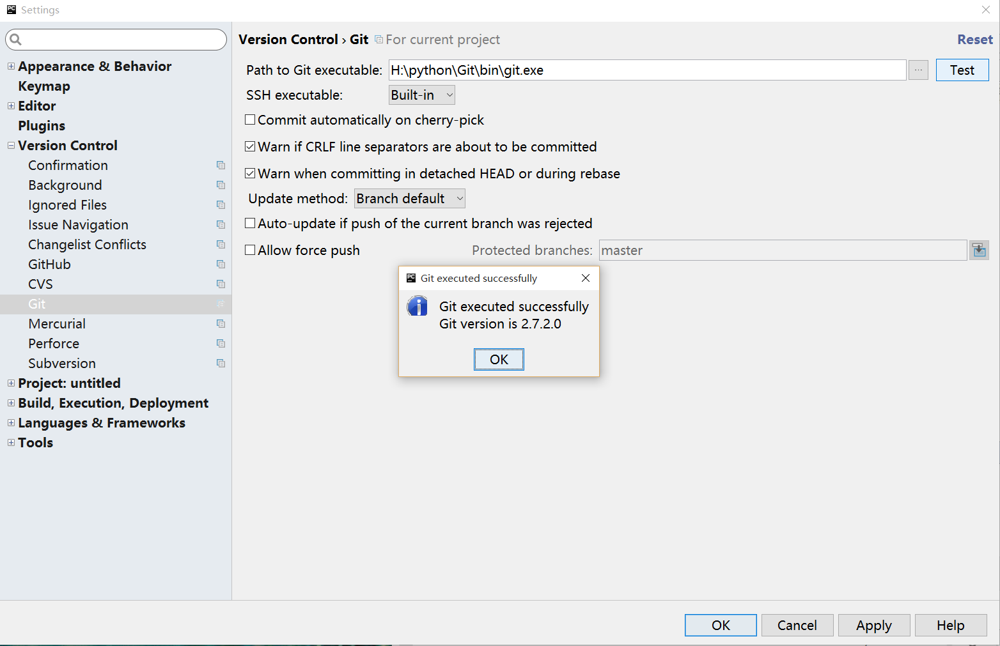 Settings
Version Control › Git For current project Reset
Appearance & Behavior
Keymap
Editor
Plugins
Version Control
Confirmation
Background
Ignored Files
Issue Navigation
Changelist Conflicts
GitHub
CVS
Git
Mercurial
Perforce
Subversion
Project: untitled
Build, Execution, Deployment
Languages & Frameworks
Tools
Path to Git executable: H:\python\Git\bin\git.exe ... Test
SSH executable: Built-in
Commit automatically on cherry-pick
Warn if CRLF line separators are about to be committed
Warn when committing in detached HEAD or during rebase
Update method: Branch default
Auto-update if push of the current branch was rejected
Allow force push Protected branches: master
Git executed successfully
Git executed successfully
Git version is 2.7.2.0
OK
OK Cancel Apply Help